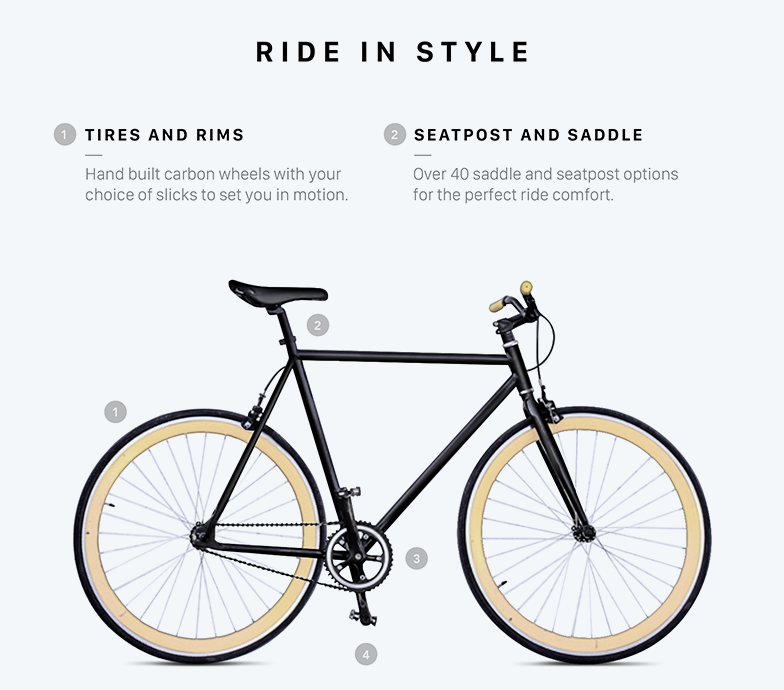 RIDE IN STYLE
1 TIRES AND RIMS
Hand built carbon wheels with your
choice of slicks to set you in motion.
2 SEATPOST AND SADDLE
Over 40 saddle and seatpost options
for the perfect ride comfort.
2
1
3
4